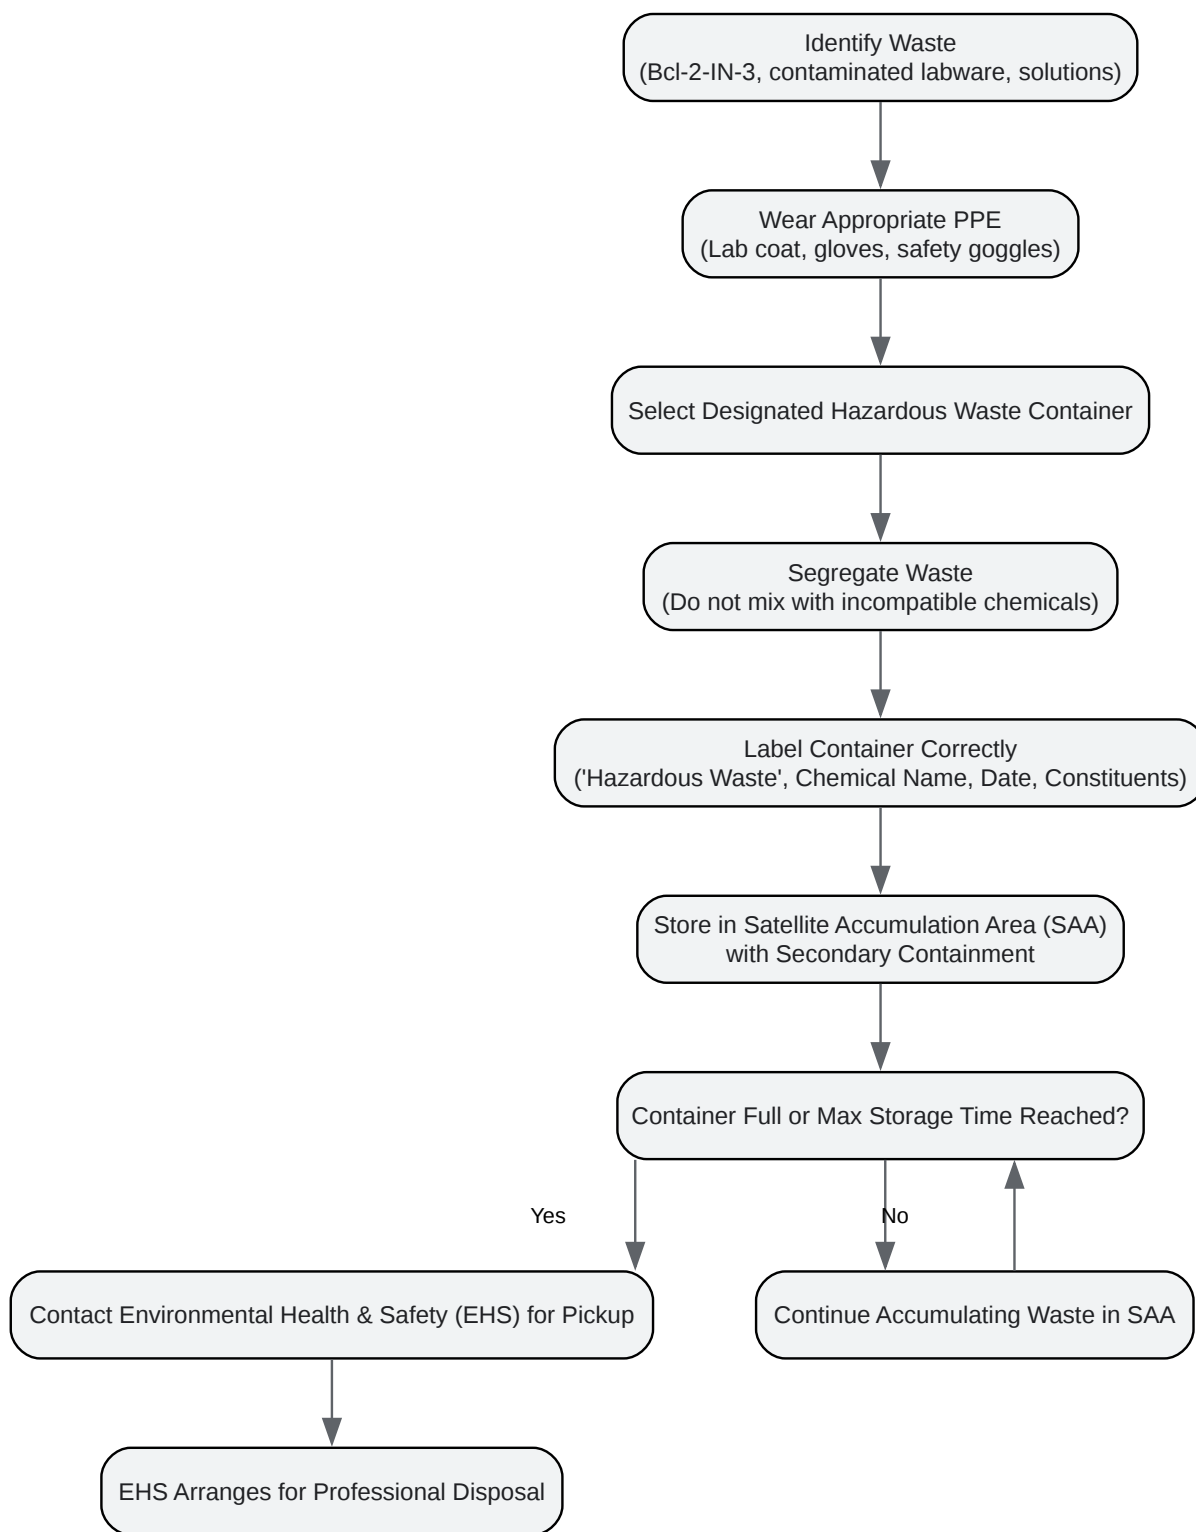 Identify Waste
(Bcl-2-IN-3, contaminated labware, solutions)
Wear Appropriate PPE
(Lab coat, gloves, safety goggles)
Select Designated Hazardous Waste Container
Segregate Waste
(Do not mix with incompatible chemicals)
Label Container Correctly
('Hazardous Waste', Chemical Name, Date, Constituents)
Store in Satellite Accumulation Area (SAA)
with Secondary Containment
Container Full or Max Storage Time Reached?
Yes
No
Contact Environmental Health & Safety (EHS) for Pickup
Continue Accumulating Waste in SAA
EHS Arranges for Professional Disposal